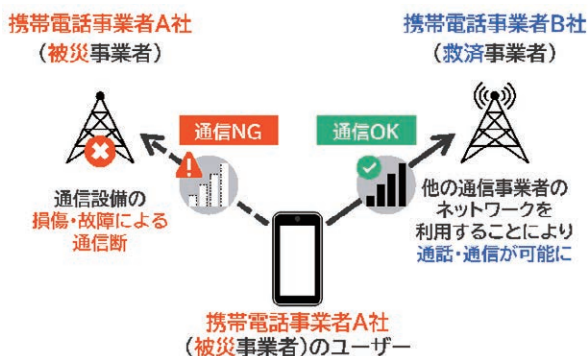 携帯電話事業者A社
(被災事業者)
携帯電話事業者B社
(救済事業者)
通信NG
通信OK
通信設備の
損傷・故障による
通信断
他の通信事業者の
ネットワークを
利用することにより
通話・通信が可能に
携帯電話事業者A社
(被災事業者)のユーザー